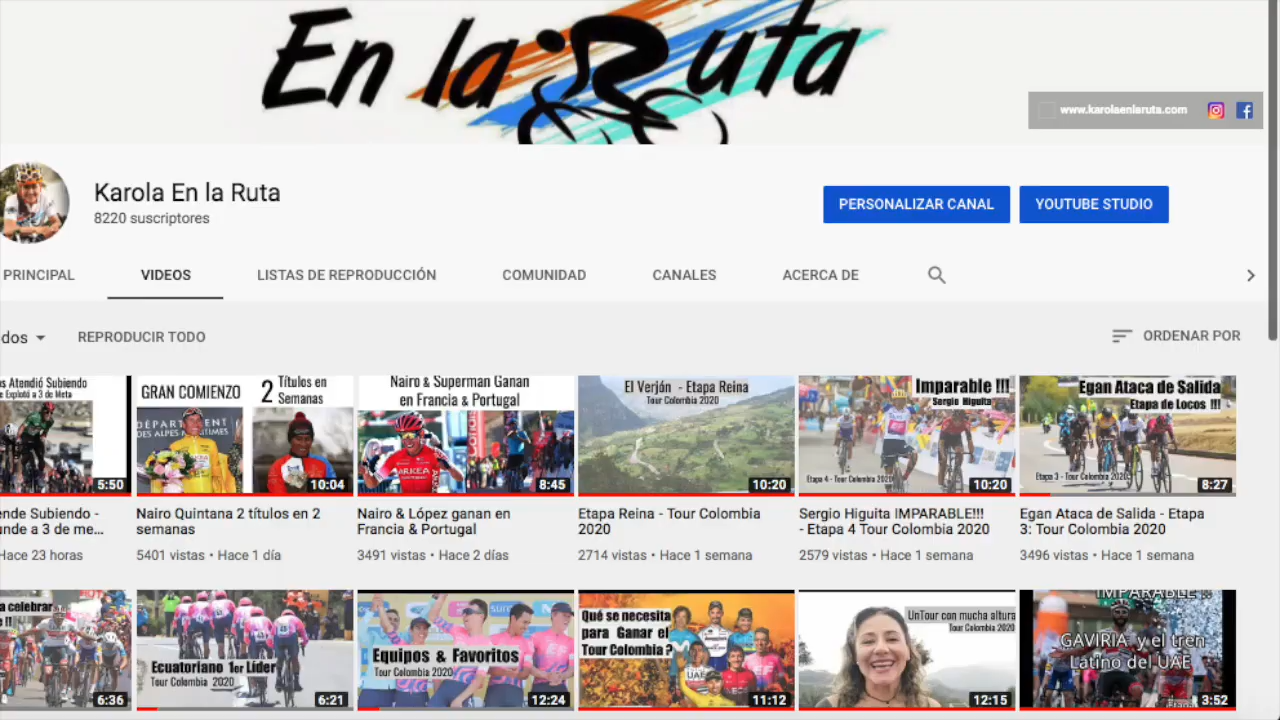 En la Ruta
www.karolaenlaruta.com
Karola En la Ruta
8220 suscriptores
PERSONALIZAR CANAL
YOUTUBE STUDIO
PRINCIPAL
VIDEOS
LISTAS DE REPRODUCCIÓN
COMUNIDAD
CANALES
ACERCA DE
dos
REPRODUCIR TODO
ORDENAR POR
s Atendió Subiendo
e Explotó a 3 de Meta
5:50
GRAN COMIENZO
2 Títulos en
Semanas
DÉPARTEMENT
DES ALPES-MARITIMES
10:04
Nairo & Superman Ganan
en Francia & Portugal
ARKEA
8:45
El Verjón - Etapa Reina
Tour Colombia 2020
10:20
Imparable !!!
Sergio Higuita
Etapa 4 - Tour Colombia 2020
10:20
Egan Ataca de Salida
Etapa de Locos !!!
Etapa 3 - Tour Colombia 2020
8:27
ende Subiendo -
unde a 3 de me...
Hace 23 horas
Nairo Quintana 2 títulos en 2
semanas
5401 vistas • Hace 1 día
Nairo & López ganan en
Francia & Portugal
3491 vistas • Hace 2 días
Etapa Reina - Tour Colombia
2020
2714 vistas • Hace 1 semana
Sergio Higuita IMPARABLE!!!
- Etapa 4 Tour Colombia 2020
2579 vistas • Hace 1 semana
Egan Ataca de Salida - Etapa
3: Tour Colombia 2020
3496 vistas • Hace 1 semana
a celebrar
!!
6:36
Ecuatoriano 1er Líder
Tour Colombia 2020
6:21
Equipos & Favoritos
Tour Colombia 2020
12:24
Qué se necesita
para Ganar el
Tour Colombia ?
UAE
11:12
UnTour con mucha altura
Tour Colombia 2020
12:15
IMPARABLE !!
GAVIRIA y el tren
Latino del UAE
Etapa
3:52